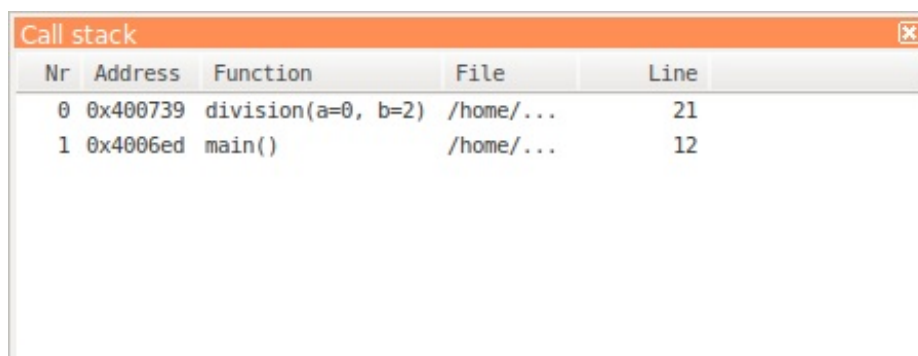 Call stack
Nr Address Function File Line
0 0x400739 division(a=0, b=2) /home/... 21
1 0x4006ed main() /home/... 12